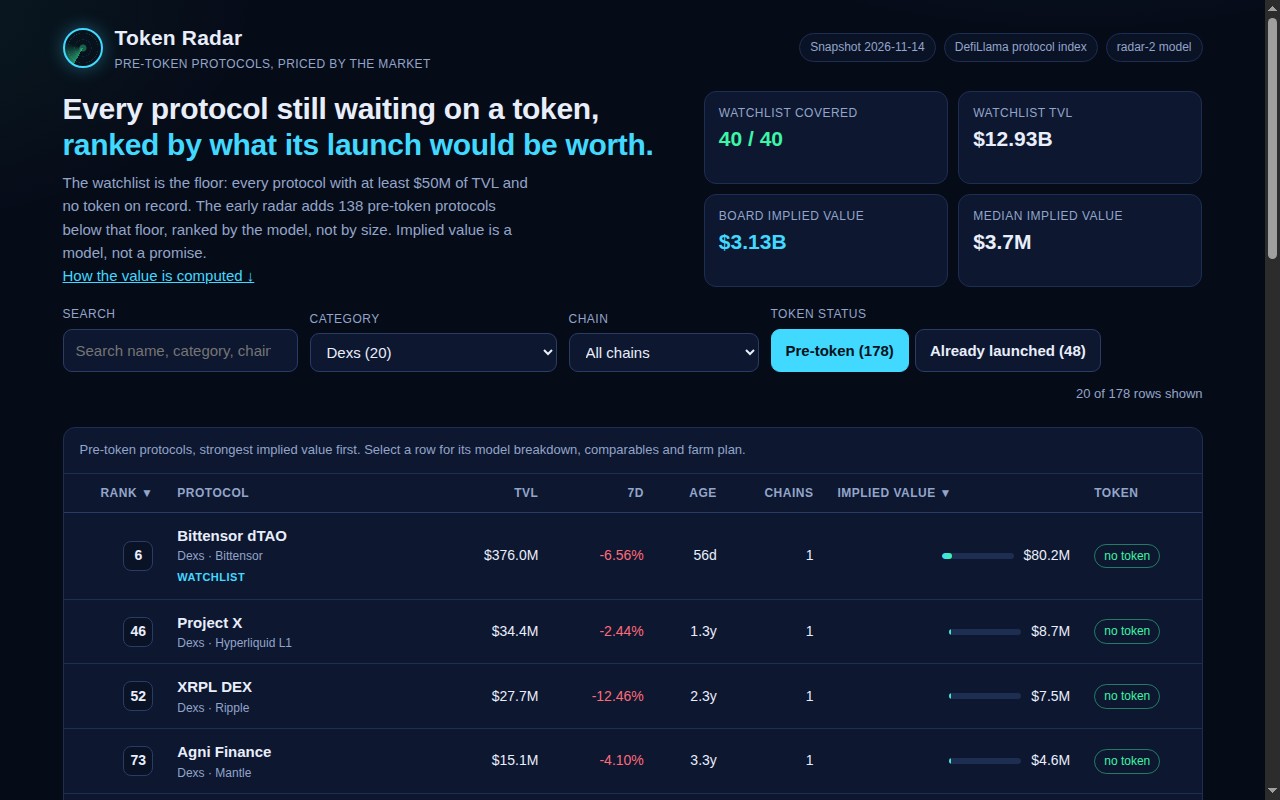 Token Radar
PRE-TOKEN PROTOCOLS, PRICED BY THE MARKET
Snapshot 2026-11-14
DefiLlama protocol index
radar-2 model
Every protocol still waiting on a token,
ranked by what its launch would be worth.
The watchlist is the floor: every protocol with at least $50M of TVL and
no token on record. The early radar adds 138 pre-token protocols
below that floor, ranked by the model, not by size. Implied value is a
model, not a promise.
How the value is computed ↓
WATCHLIST COVERED
40 / 40
WATCHLIST TVL
$12.93B
BOARD IMPLIED VALUE
$3.13B
MEDIAN IMPLIED VALUE
$3.7M
SEARCH
Search name, category, chair
CATEGORY
Dexs (20)
CHAIN
All chains
TOKEN STATUS
Pre-token (178)
Already launched (48)
20 of 178 rows shown
Pre-token protocols, strongest implied value first. Select a row for its model breakdown, comparables and farm plan.
RANK ▼ PROTOCOL TVL 7D AGE CHAINS IMPLIED VALUE ▼ TOKEN
6 Bittensor dTAO $376.0M -6.56% 56d 1 $80.2M no token
Dexs · Bittensor
WATCHLIST
46 Project X $34.4M -2.44% 1.3y 1 $8.7M no token
Dexs · Hyperliquid L1
52 XRPL DEX $27.7M -12.46% 2.3y 1 $7.5M no token
Dexs · Ripple
73 Agni Finance $15.1M -4.10% 3.3y 1 $4.6M no token
Dexs · Mantle